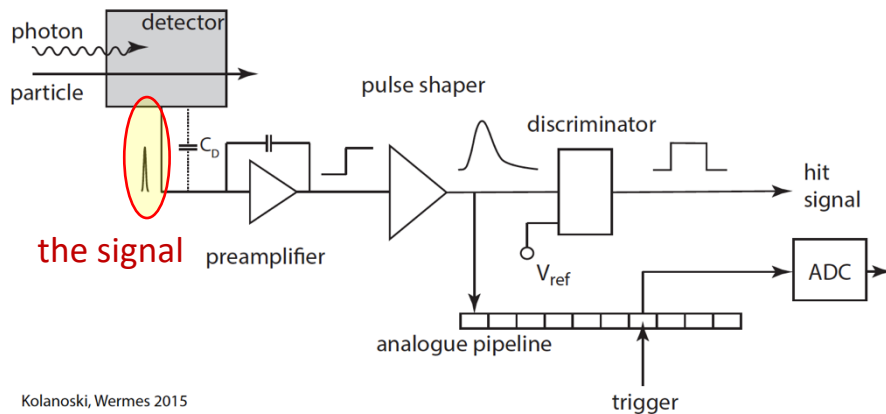 detector
photon
particle
pulse shaper
C_D
discriminator
hit
signal
the signal
preamplifier
V_ref
ADC
analogue pipeline
trigger
Kolanoski, Wermes 2015